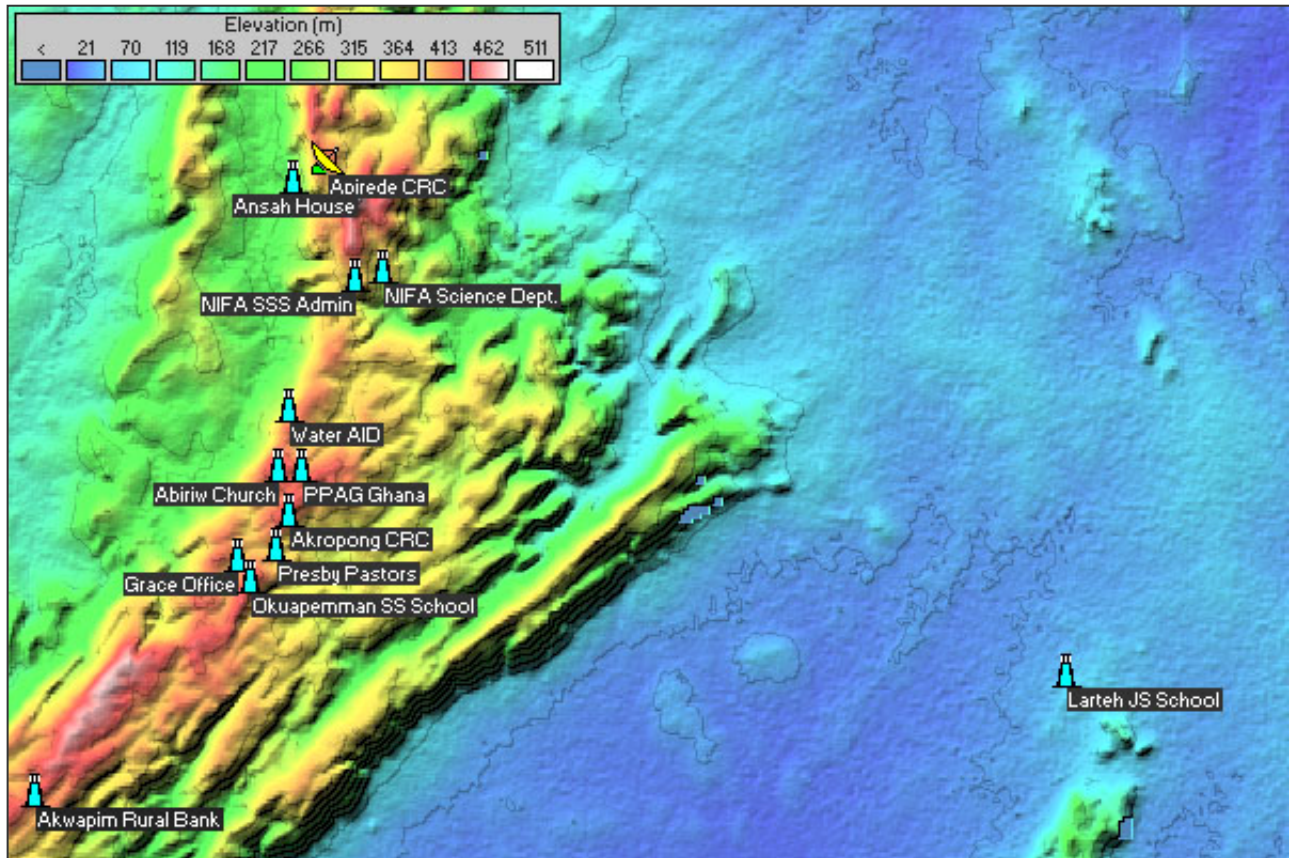 Elevation (m)
< 21 70 119 168 217 266 315 364 413 462 511
Apirede CRC
Ansah House
NIFA Science Dept.
NIFA SSS Admin
Water AID
Abiriw Church
PPAG Ghana
Akropong CRC
Presby Pastors
Grace Office
Okuapemman SS School
Larteh JS School
Akwapim Rural Bank